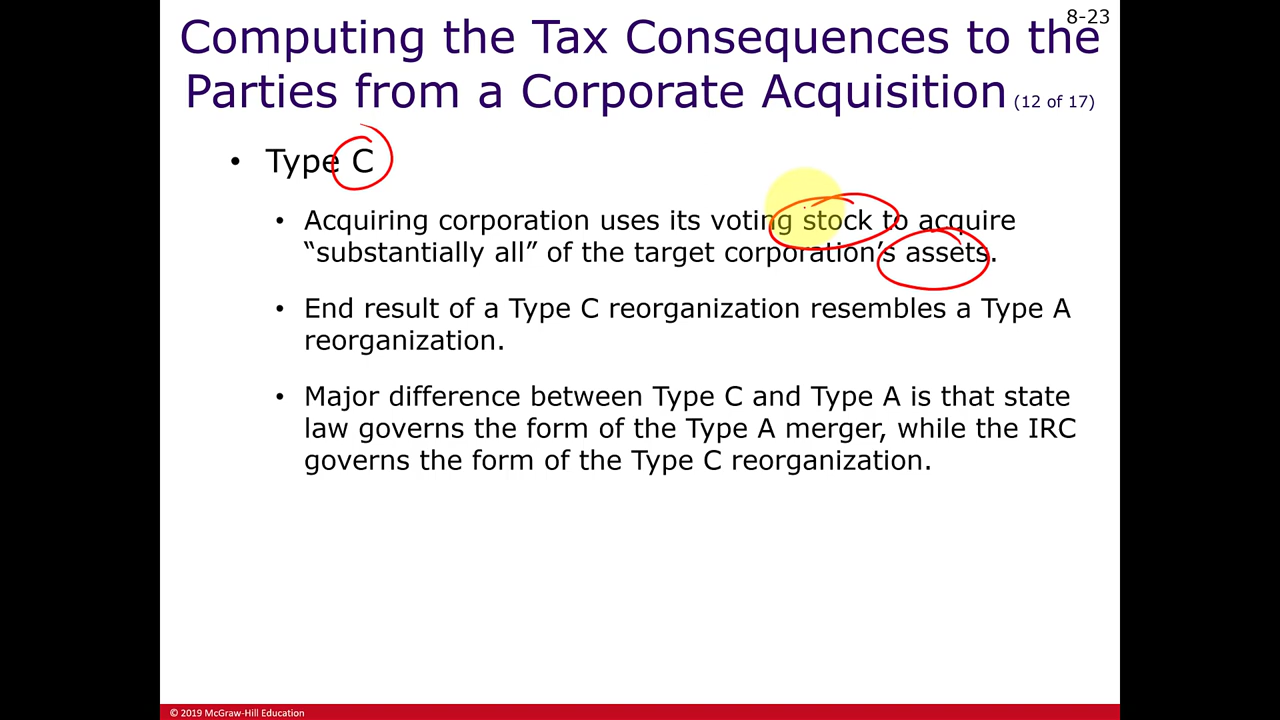 8-23
Computing the Tax Consequences to the
Parties from a Corporate Acquisition (12 of 17)
• Type C
• Acquiring corporation uses its voting stock to acquire
“substantially all” of the target corporation’s assets.
• End result of a Type C reorganization resembles a Type A
reorganization.
• Major difference between Type C and Type A is that state
law governs the form of the Type A merger, while the IRC
governs the form of the Type C reorganization.
© 2019 McGraw-Hill Education